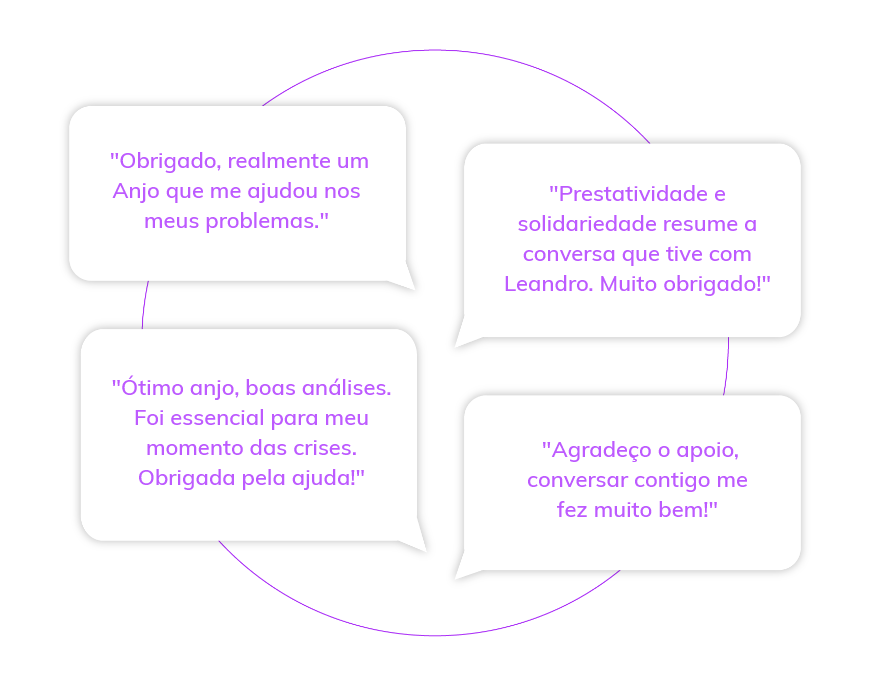 "Obrigado, realmente um
Anjo que me ajudou nos
meus problemas."
"Prestatividade e
solidariedade resume a
conversa que tive com
Leandro. Muito obrigado!"
"Ótimo anjo, boas análises.
Foi essencial para meu
momento das crises.
Obrigada pela ajuda!"
"Agradeço o apoio,
conversar contigo me
fez muito bem!"